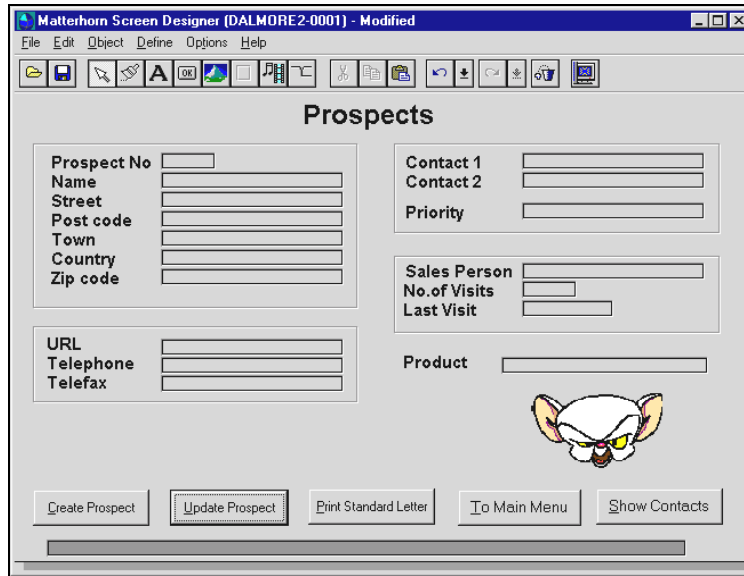 Matterhorn Screen Designer (DALMORE2-0001) - Modified
File Edit Object Define Options Help
A OK
Prospects
Prospect No
Name
Street
Post code
Town
Country
Zip code
URL
Telephone
Telefax
Contact 1
Contact 2
Priority
Sales Person
No.of Visits
Last Visit
Product
Create Prospect Update Prospect Print Standard Letter To Main Menu Show Contacts